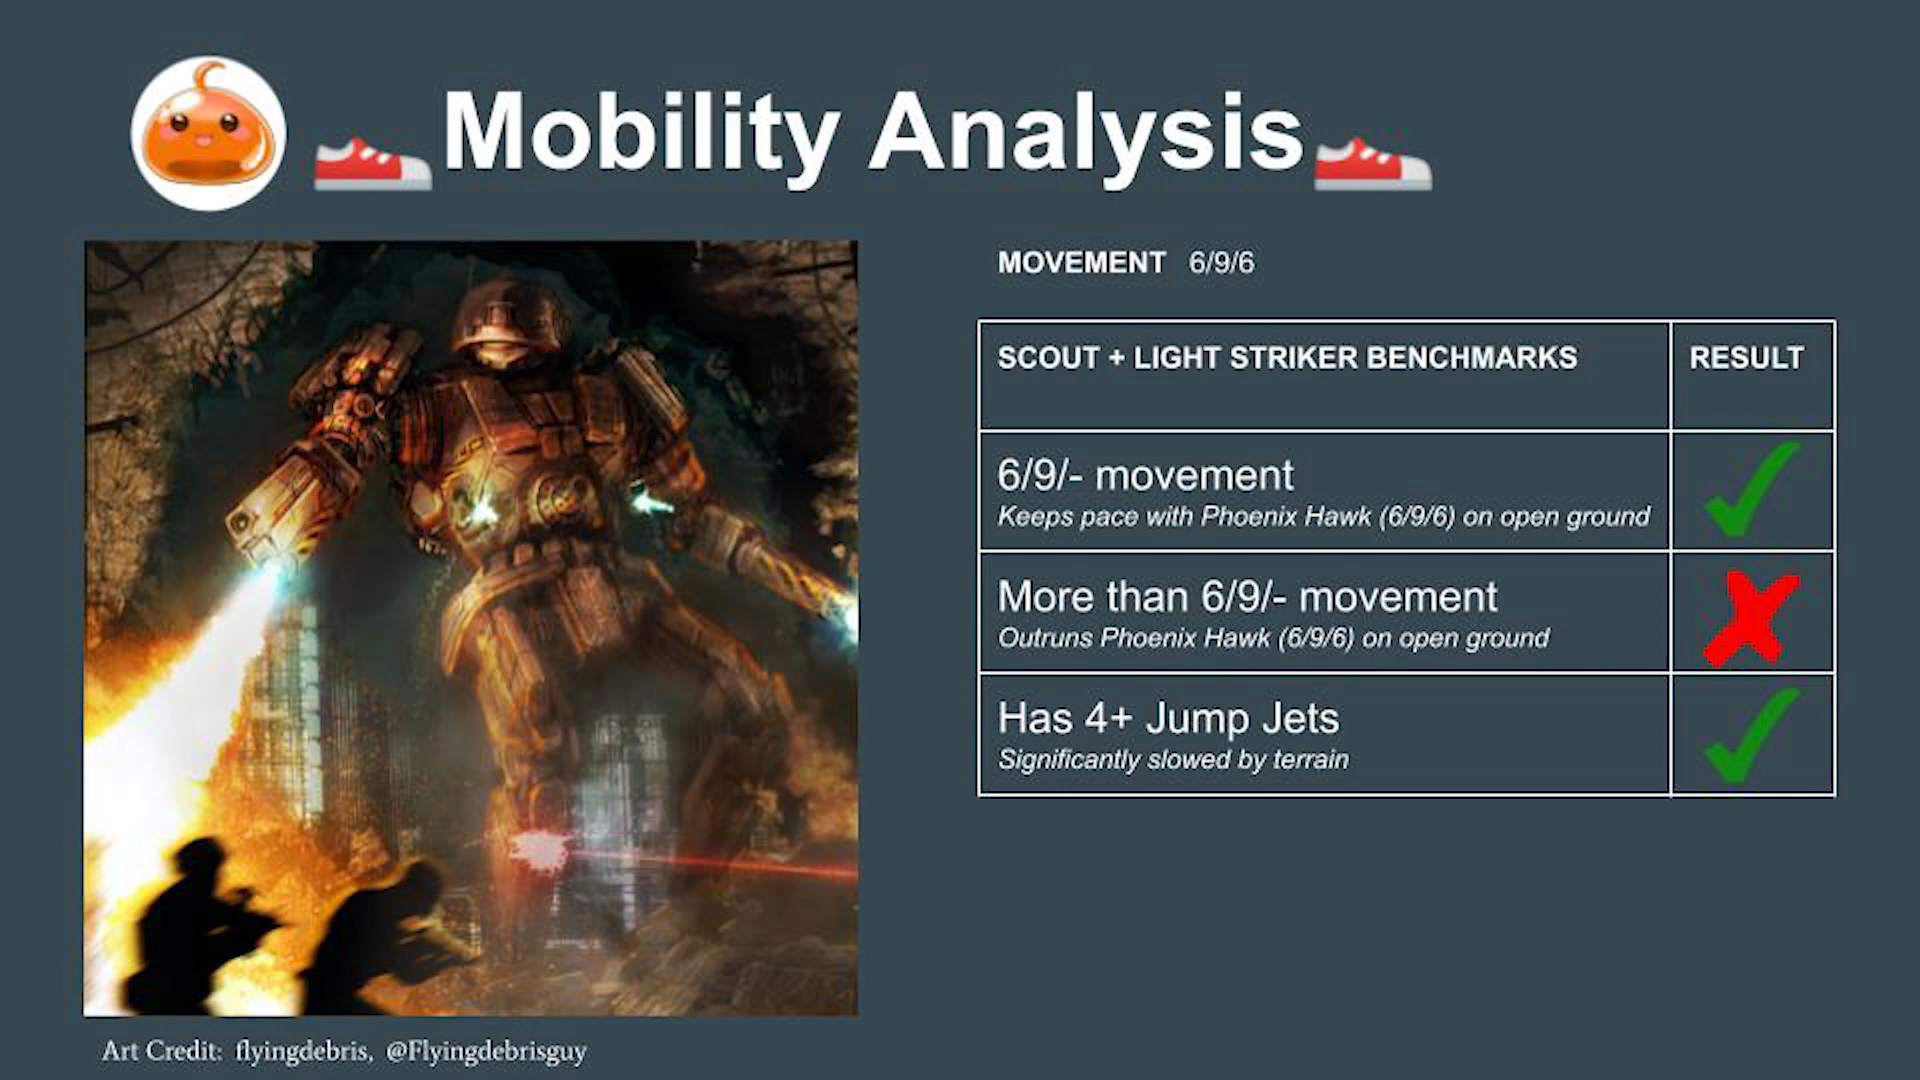 Mobility Analysis
MOVEMENT 6/9/6
SCOUT + LIGHT STRIKER BENCHMARKS RESULT
6/9/- movement
Keeps pace with Phoenix Hawk (6/9/6) on open ground
More than 6/9/- movement
Outruns Phoenix Hawk (6/9/6) on open ground
Has 4+ Jump Jets
Significantly slowed by terrain
Art Credit: flyingdebris, @Flyingdebrisguy